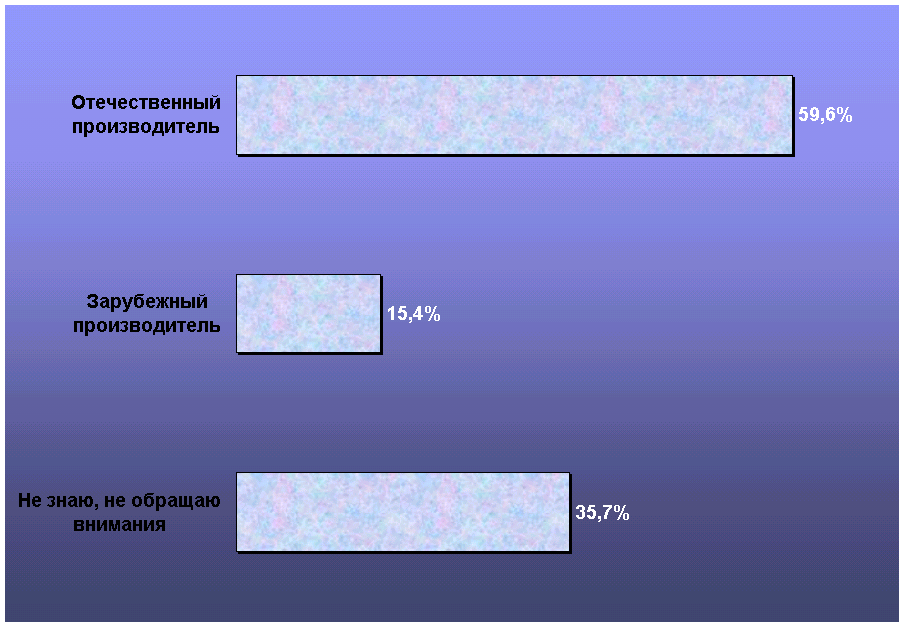 Отечественный
производитель
59,6%
Зарубежный
производитель
15,4%
Не знаю, не обращаю
внимания
35,7%